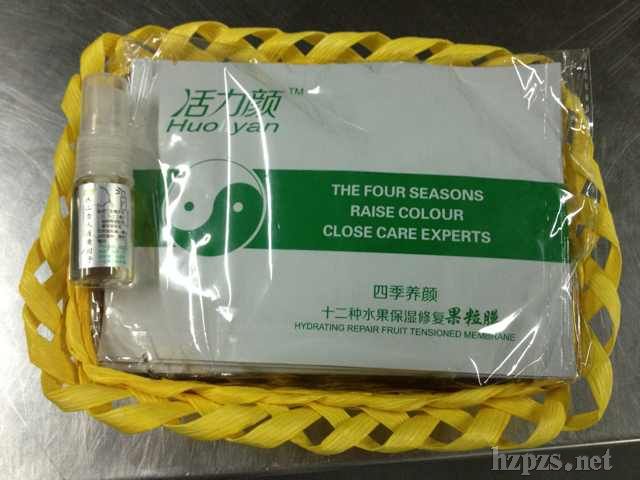 活力颜™
Huoliyan
THE FOUR SEASONS
RAISE COLOUR
CLOSE CARE EXPERTS
四季养颜
十二种水果保湿修复果粒膜
HYDRATING REPAIR FRUIT TENSIONED MEMBRANE
hzpzs.net